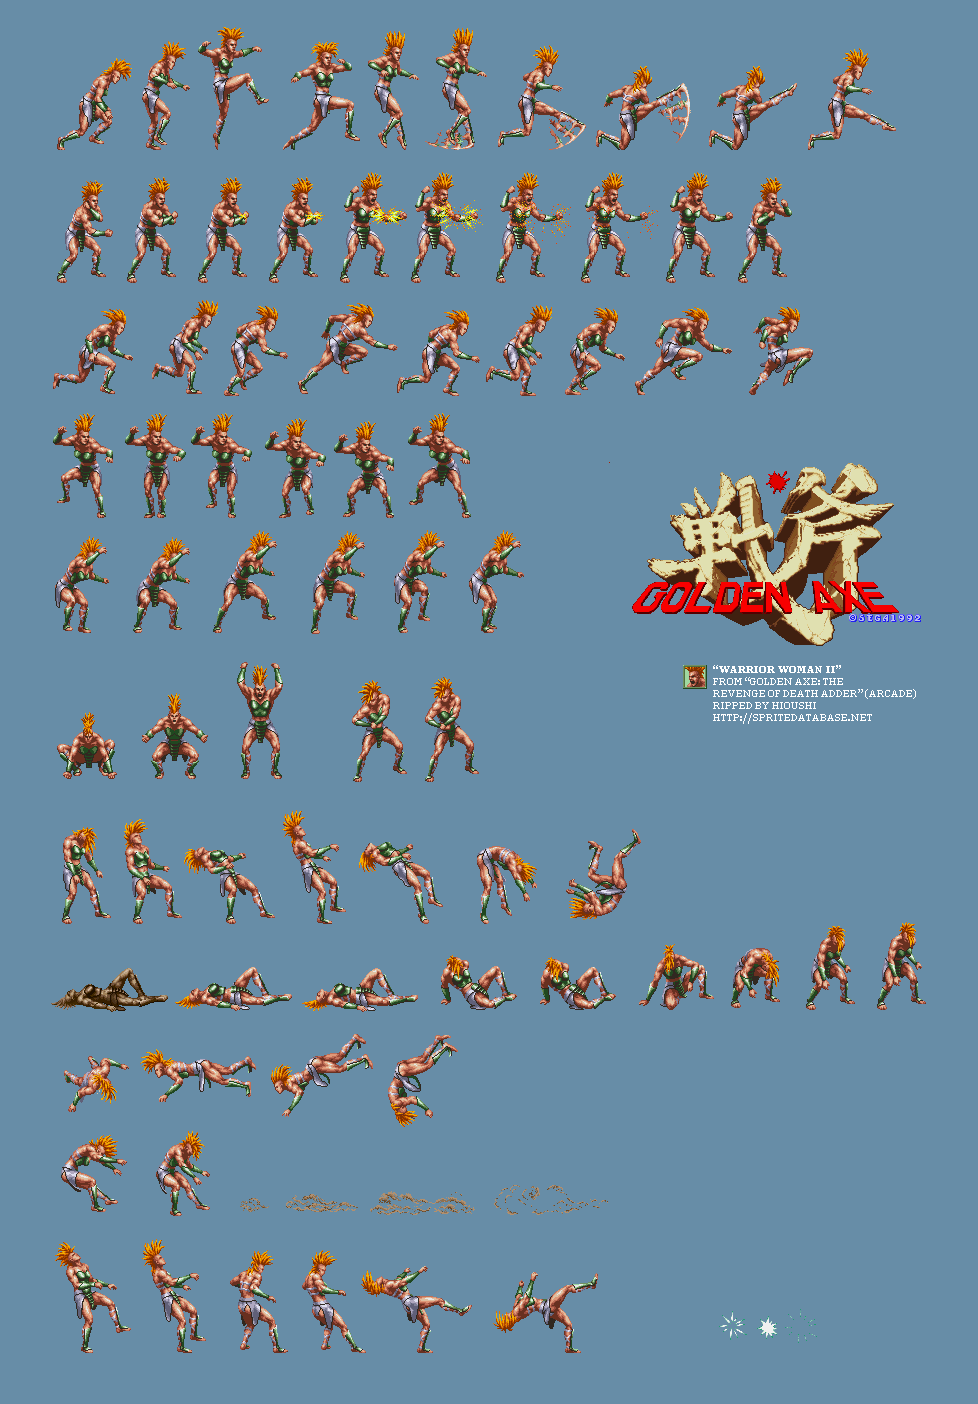 戦斧
GOLDEN AXE
©SEGA1992
“WARRIOR WOMAN II”
FROM “GOLDEN AXE: THE
REVENGE OF DEATH ADDER” (ARCADE)
RIPPED BY HIOUSHI
HTTP://SPRITEDATABASE.NET